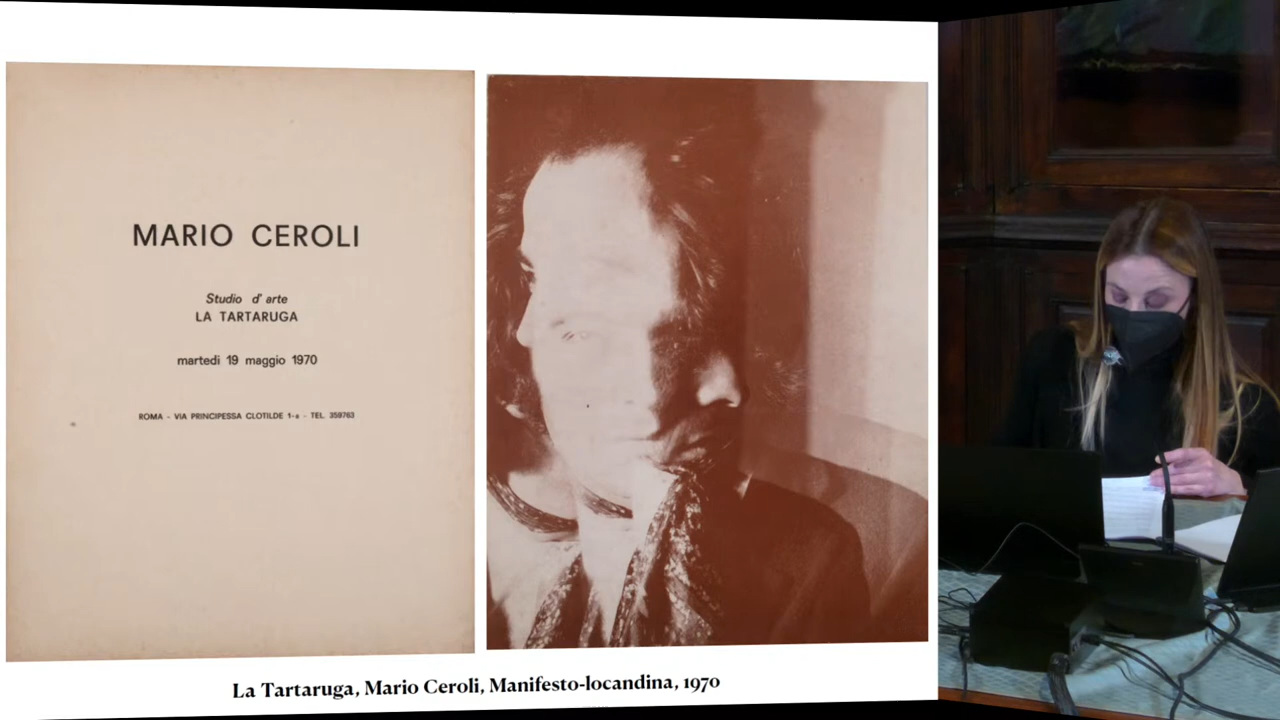 MARIO CEROLI
Studio d' arte
LA TARTARUGA
martedì 19 maggio 1970
ROMA - VIA PRINCIPESSA CLOTILDE 1-a - TEL. 359763
La Tartaruga, Mario Ceroli, Manifesto-locandina, 1970